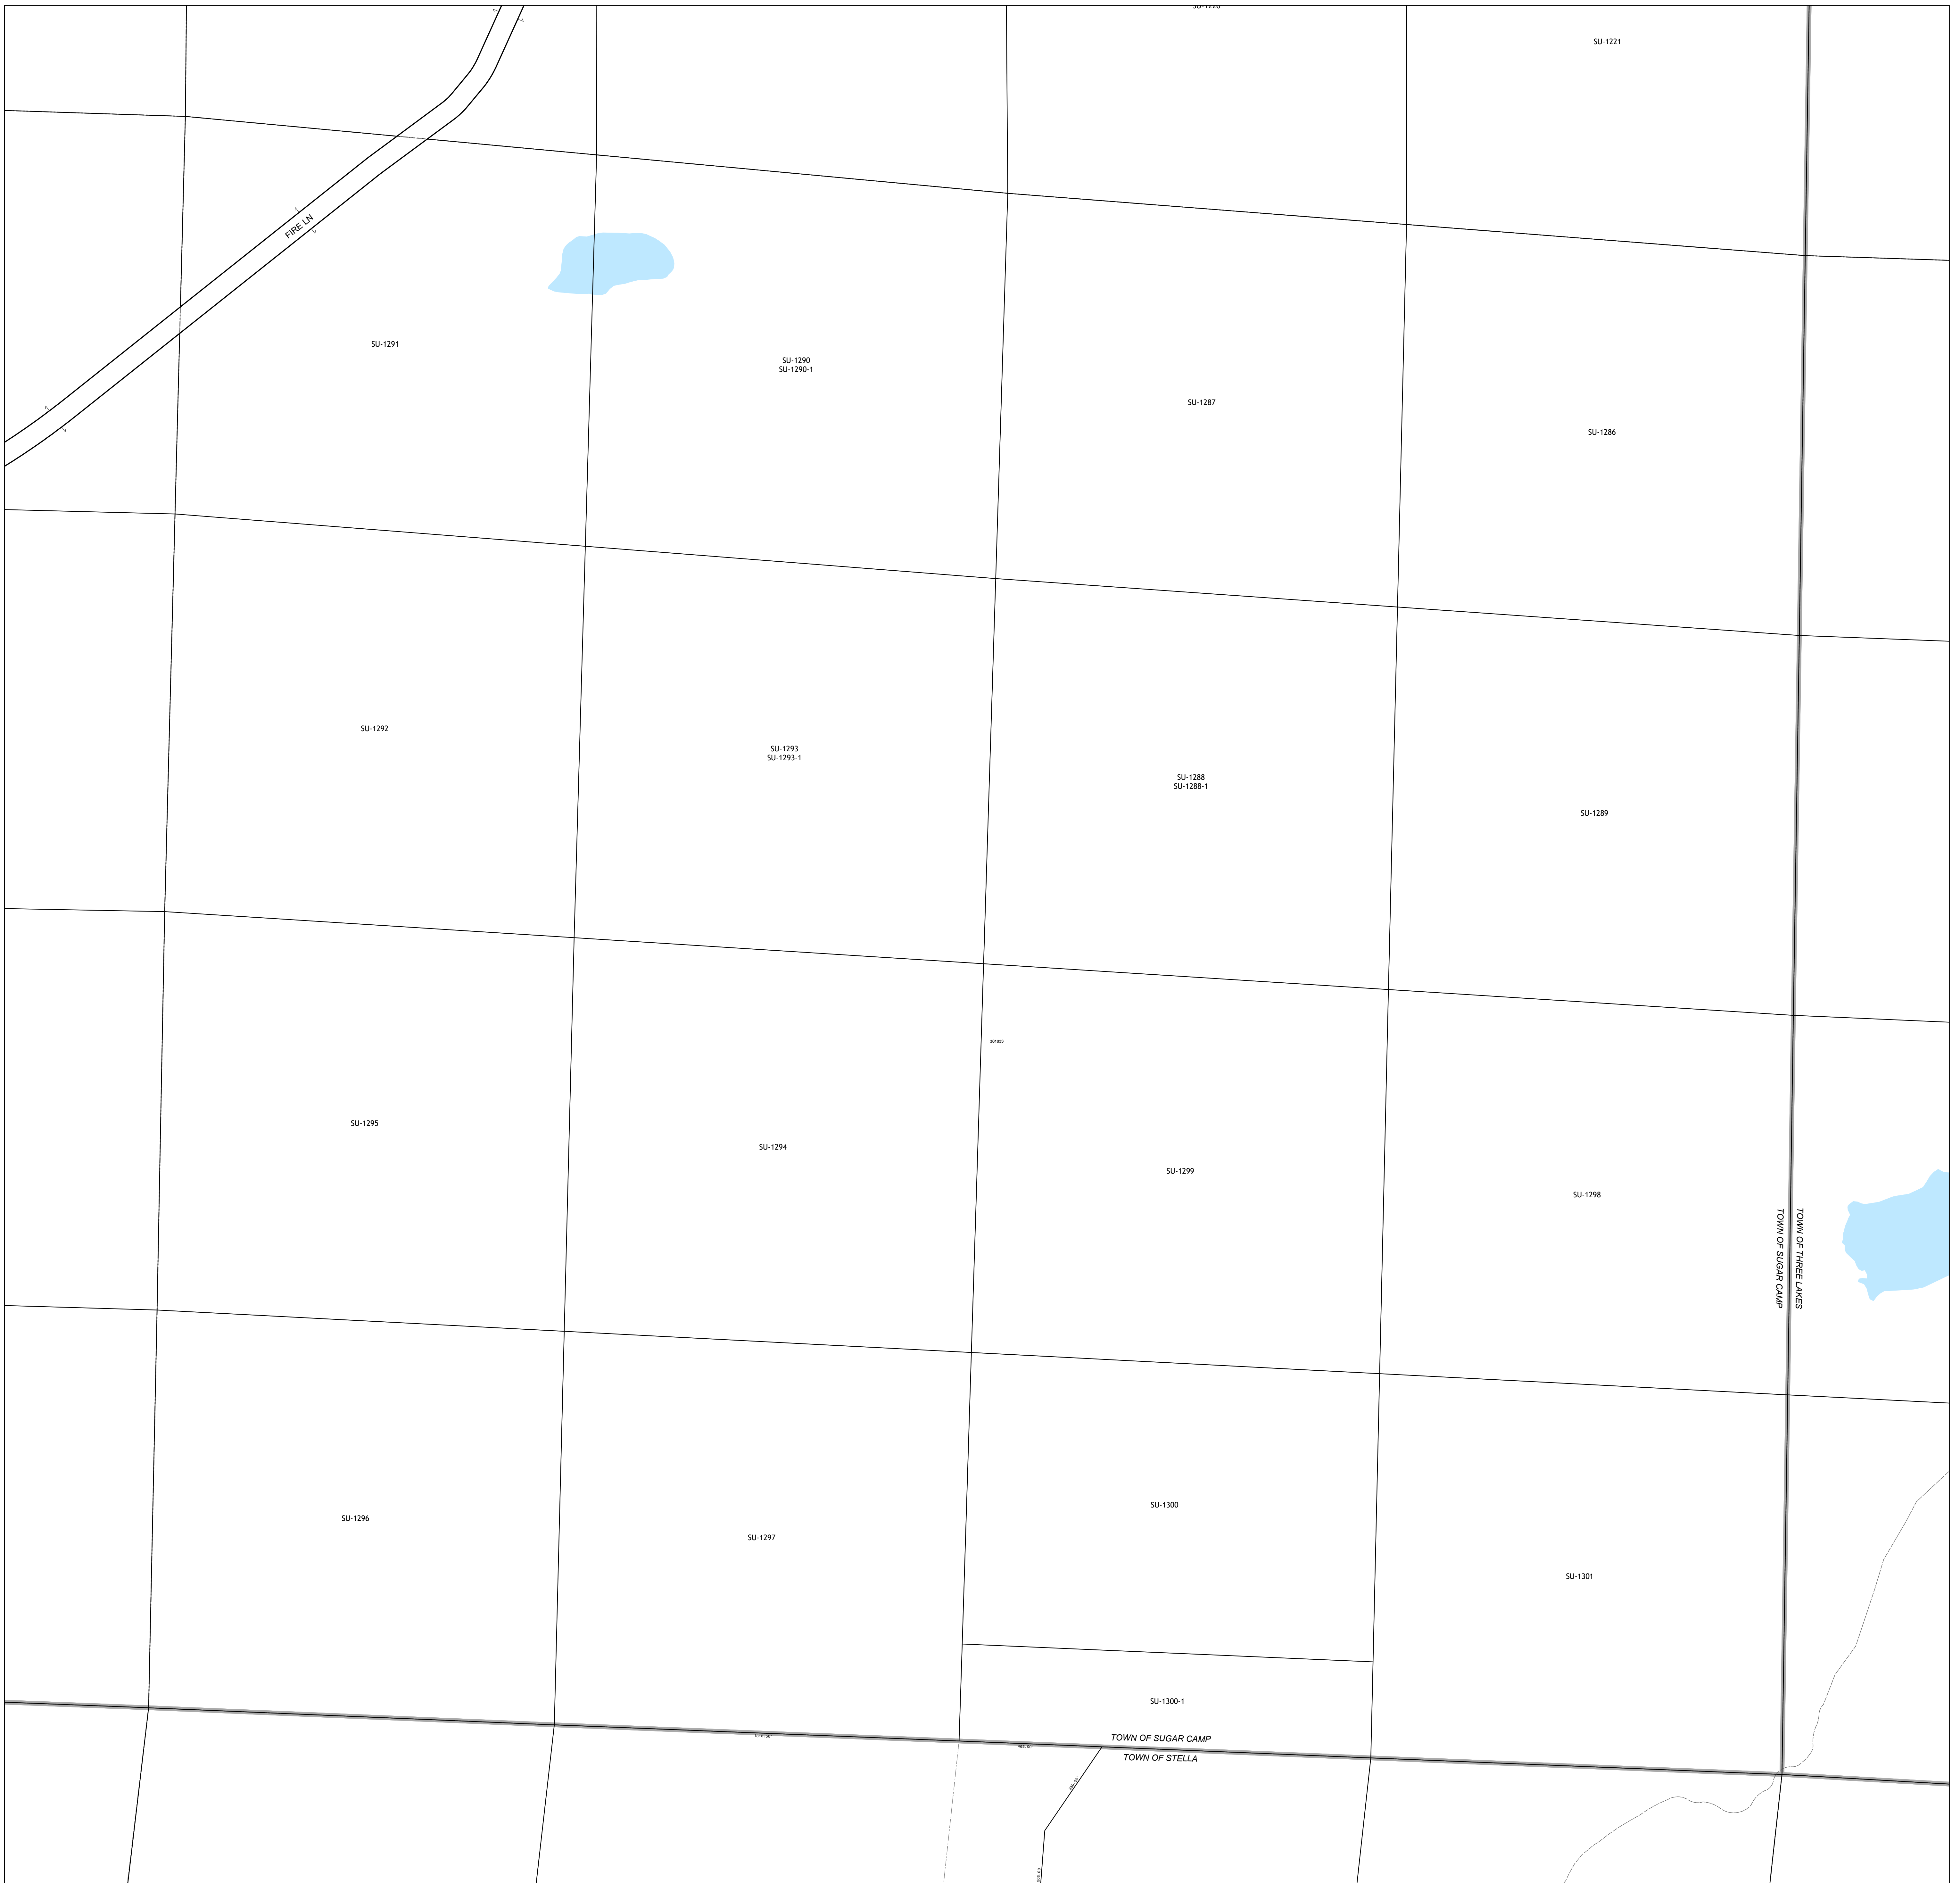 SU-1221
FIRE LN
SU-1291
SU-1290
SU-1290-1
SU-1287
SU-1286
SU-1292
SU-1293
SU-1293-1
SU-1288
SU-1288-1
SU-1289
381033
SU-1295
SU-1294
SU-1299
SU-1298
TOWN OF SUGAR CAMP
TOWN OF THREE LAKES
SU-1296
SU-1297
SU-1300
SU-1301
SU-1300-1
TOWN OF SUGAR CAMP
TOWN OF STELLA